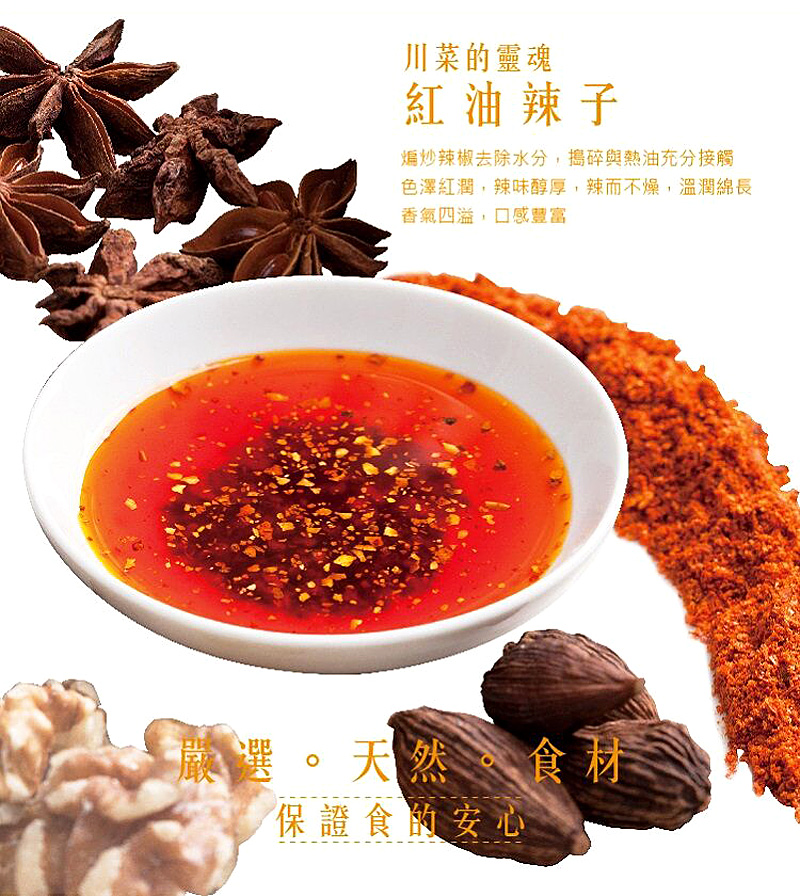 川菜的靈魂
紅油辣子
煸炒辣椒去除水分，搗碎與熱油充分接觸
色澤紅潤，辣味醇厚，辣而不燥，溫潤綿長
香氣四溢，口感豐富
嚴選。天然。食材
保證食的安心